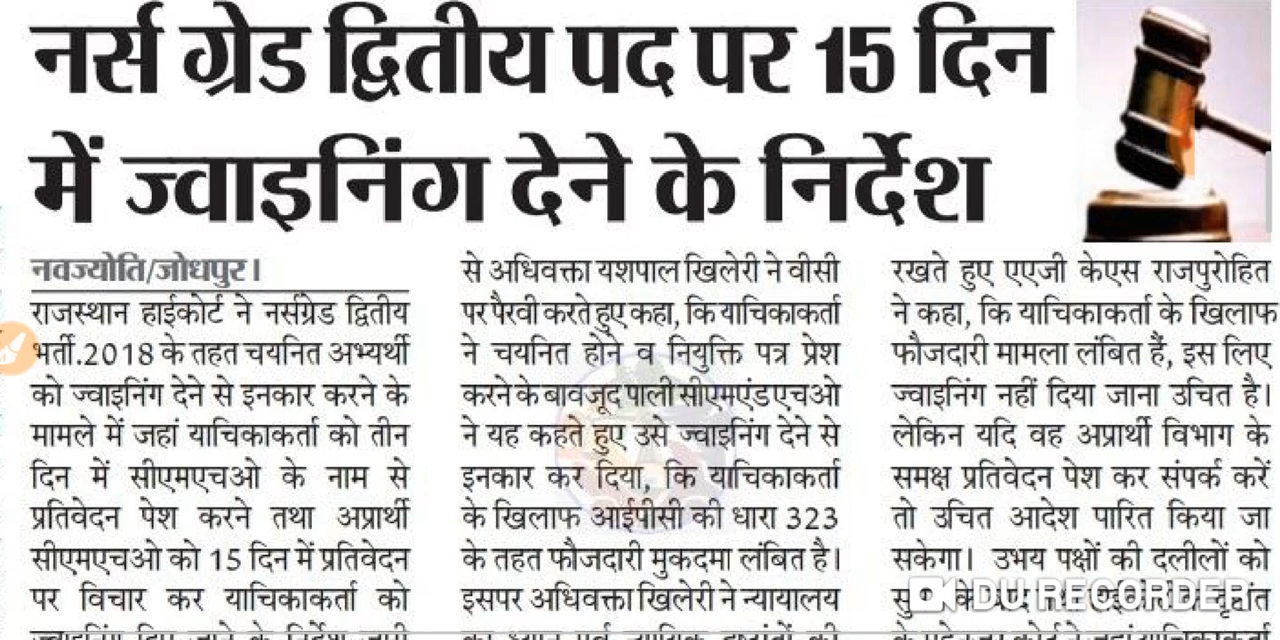 नर्स ग्रेड द्वितीय पद पर 15 दिन
में ज्वाइनिंग देने के निर्देश
नवज्योति/जोधपुर।
राजस्थान हाईकोर्ट ने नर्सग्रेड द्वितीय
भर्ती.2018 के तहत चयनित अभ्यर्थी
को ज्वाइनिंग देने से इनकार करने के
मामले में जहां याचिकाकर्ता को तीन
दिन में सीएमएचओ के नाम से
प्रतिवेदन पेश करने तथा अप्रार्थी
सीएमएचओ को 15 दिन में प्रतिवेदन
पर विचार कर याचिकाकर्ता को
से अधिवक्ता यशपाल खिलेरी ने वीसी
पर पैरवी करते हुए कहा, कि याचिकाकर्ता
ने चयनित होने व नियुक्ति पत्र प्रेश
करने के बावजूद पाली सीएमएंडएचओ
ने यह कहते हुए उसे ज्वाइनिंग देने से
इनकार कर दिया, कि याचिकाकर्ता
के खिलाफ आईपीसी की धारा 323
के तहत फौजदारी मुकदमा लंबित है।
इसपर अधिवक्ता खिलेरी ने न्यायालय
रखते हुए एएजी केएस राजपुरोहित
ने कहा, कि याचिकाकर्ता के खिलाफ
फौजदारी मामला लंबित हैं, इस लिए
ज्वाइनिंग नहीं दिया जाना उचित है।
लेकिन यदि वह अप्रार्थी विभाग के
समक्ष प्रतिवेदन पेश कर संपर्क करें
तो उचित आदेश पारित किया जा
सकेगा। उभय पक्षों की दलीलों को
DU RECORDER